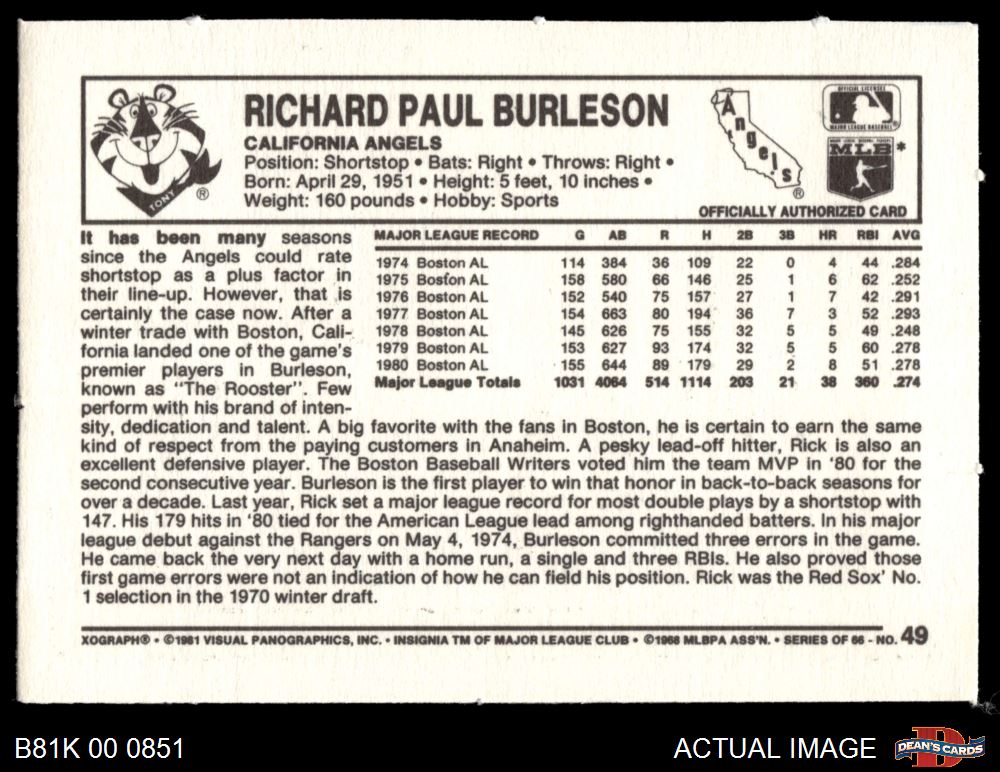 RICHARD PAUL BURLESON
CALIFORNIA ANGELS
Position: Shortstop • Bats: Right • Throws: Right •
Born: April 29, 1951 • Height: 5 feet, 10 inches •
Weight: 160 pounds • Hobby: Sports
TONY
®
Angels
®
OFFICIAL LICENSEE
MAJOR LEAGUE BASEBALL
MLB
*
OFFICIALLY AUTHORIZED CARD
MAJOR LEAGUE RECORD G AB R H 2B 3B HR RBI AVG
1974 Boston AL 114 384 36 109 22 0 4 44 .284
1975 Boston AL 158 580 66 146 25 1 6 62 .252
1976 Boston AL 152 540 75 157 27 1 7 42 .291
1977 Boston AL 154 663 80 194 36 7 3 52 .293
1978 Boston AL 145 626 75 155 32 5 5 49 .248
1979 Boston AL 153 627 93 174 32 5 5 60 .278
1980 Boston AL 155 644 89 179 29 2 8 51 .278
Major League Totals 1031 4064 514 1114 203 21 38 360 .274
It has been many seasons
since the Angels could rate
shortstop as a plus factor in
their line-up. However, that is
certainly the case now. After a
winter trade with Boston, Cali-
fornia landed one of the game's
premier players in Burleson,
known as "The Rooster". Few
perform with his brand of inten-
sity, dedication and talent. A big favorite with the fans in Boston, he is certain to earn the same
kind of respect from the paying customers in Anaheim. A pesky lead-off hitter, Rick is also an
excellent defensive player. The Boston Baseball Writers voted him the team MVP in '80 for the
second consecutive year. Burleson is the first player to win that honor in back-to-back seasons for
over a decade. Last year, Rick set a major league record for most double plays by a shortstop with
147. His 179 hits in '80 tied for the American League lead among righthanded batters. In his major
league debut against the Rangers on May 4, 1974, Burleson committed three errors in the game.
He came back the very next day with a home run, a single and three RBIs. He also proved those
first game errors were not an indication of how he can field his position. Rick was the Red Sox' No.
1 selection in the 1970 winter draft.
XOGRAPH® • ©1981 VISUAL PANOGRAPHICS, INC. • INSIGNIA TM OF MAJOR LEAGUE CLUB • ©1968 MLBPA ASS'N. • SERIES OF 66 - NO. 49
B81K 00 0851
ACTUAL IMAGE
DEAN'S CARDS